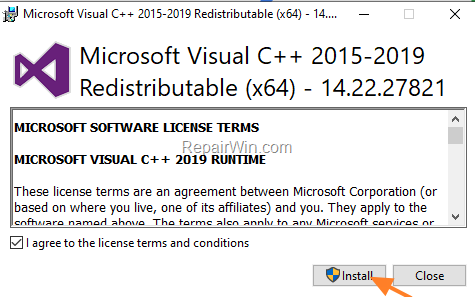 Microsoft Visual C++ 2015-2019 Redistributable (x64) - 14....
Microsoft Visual C++ 2015-2019
Redistributable (x64) - 14.22.27821
MICROSOFT SOFTWARE LICENSE TERMS
RepairWin.com
MICROSOFT VISUAL C++ 2019 RUNTIME
These license terms are an agreement between Microsoft Corporation (or
based on where you live, one of its affiliates) and you. They apply to the
software named above. The terms also apply to any Microsoft services or
I agree to the license terms and conditions
Install
Close